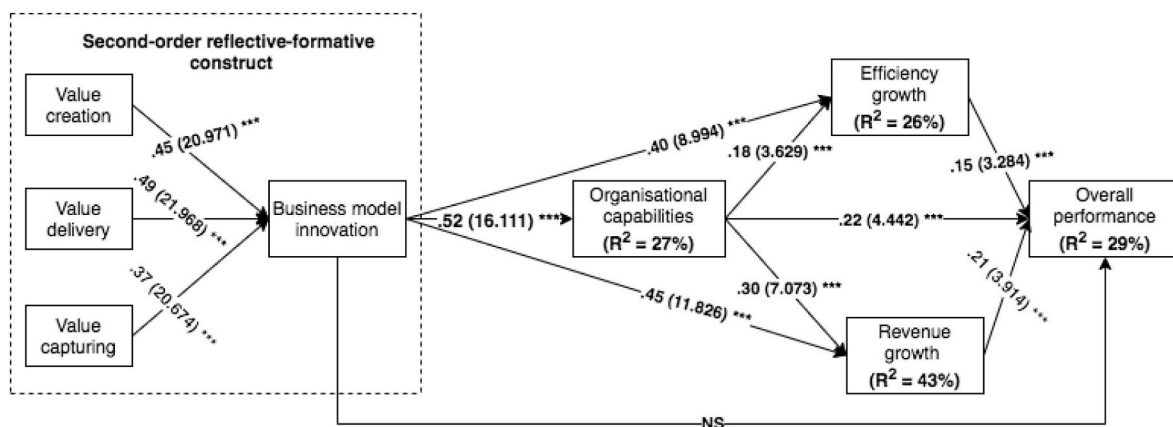 Second-order reflective-formative
construct
Value
creation
.45 (20.971) ***
Value
delivery
.49 (21.968) ***
Value
capturing
.37 (20.674) ***
Business model
innovation
.40 (8.994) ***
.52 (16.111) ***
.45 (11.826) ***
Organisational
capabilities
(R² = 27%)
.18 (3.629) ***
.22 (4.442) ***
.30 (7.073) ***
Efficiency
growth
(R² = 26%)
.15 (3.284) ***
Revenue
growth
(R² = 43%)
.21 (3.914) ***
Overall
performance
(R² = 29%)
NS